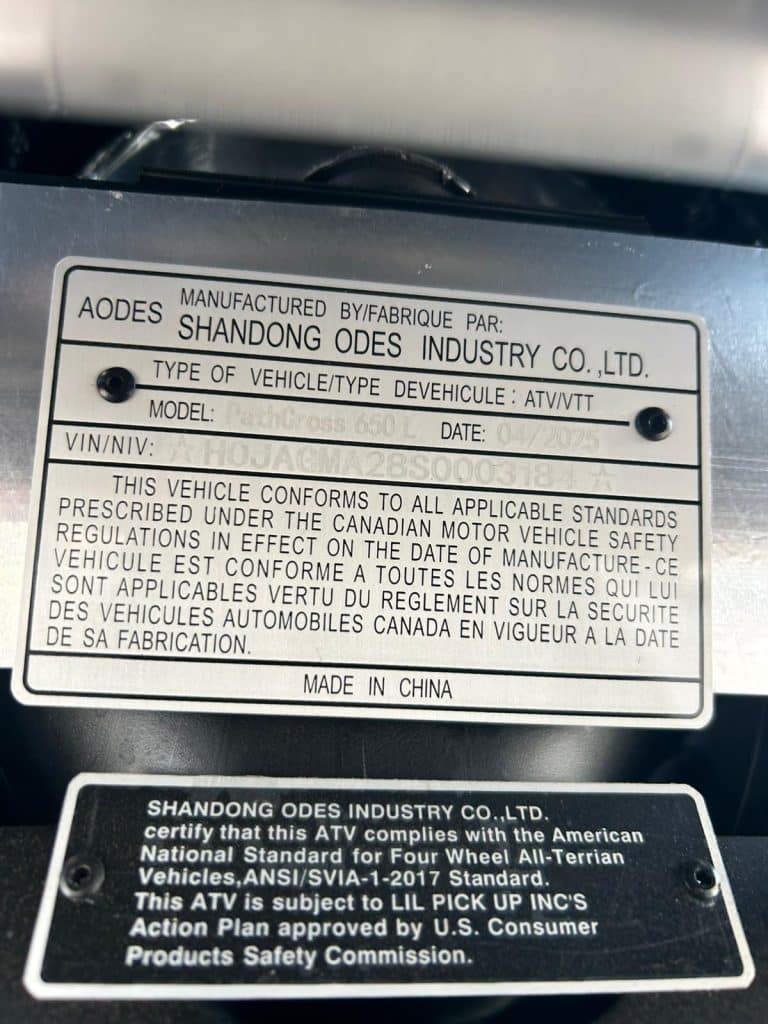 AODES
MANUFACTURED BY/FABRIQUE PAR:
SHANDONG ODES INDUSTRY CO.,LTD.
TYPE OF VEHICLE/TYPE DEVEHICULE: ATV/VTT
MODEL: PathCross 650 L DATE: 04/2025
VIN/NIV: ☆H0JAGMA28S0003184☆
THIS VEHICLE CONFORMS TO ALL APPLICABLE STANDARDS
PRESCRIBED UNDER THE CANADIAN MOTOR VEHICLE SAFETY
REGULATIONS IN EFFECT ON THE DATE OF MANUFACTURE-CE
VEHICULE EST CONFORME A TOUTES LES NORMES QUI LUI
SONT APPLICABLES VERTU DU REGLEMENT SUR LA SECURITE
DES VEHICULES AUTOMOBILES CANADA EN VIGUEUR A LA DATE
DE SA FABRICATION.
MADE IN CHINA
SHANDONG ODES INDUSTRY CO.,LTD.
certify that this ATV complies with the American
National Standard for Four Wheel All-Terrian
Vehicles,ANSI/SVIA-1-2017 Standard.
This ATV is subject to LIL PICK UP INC'S
Action Plan approved by U.S. Consumer
Products Safety Commission.